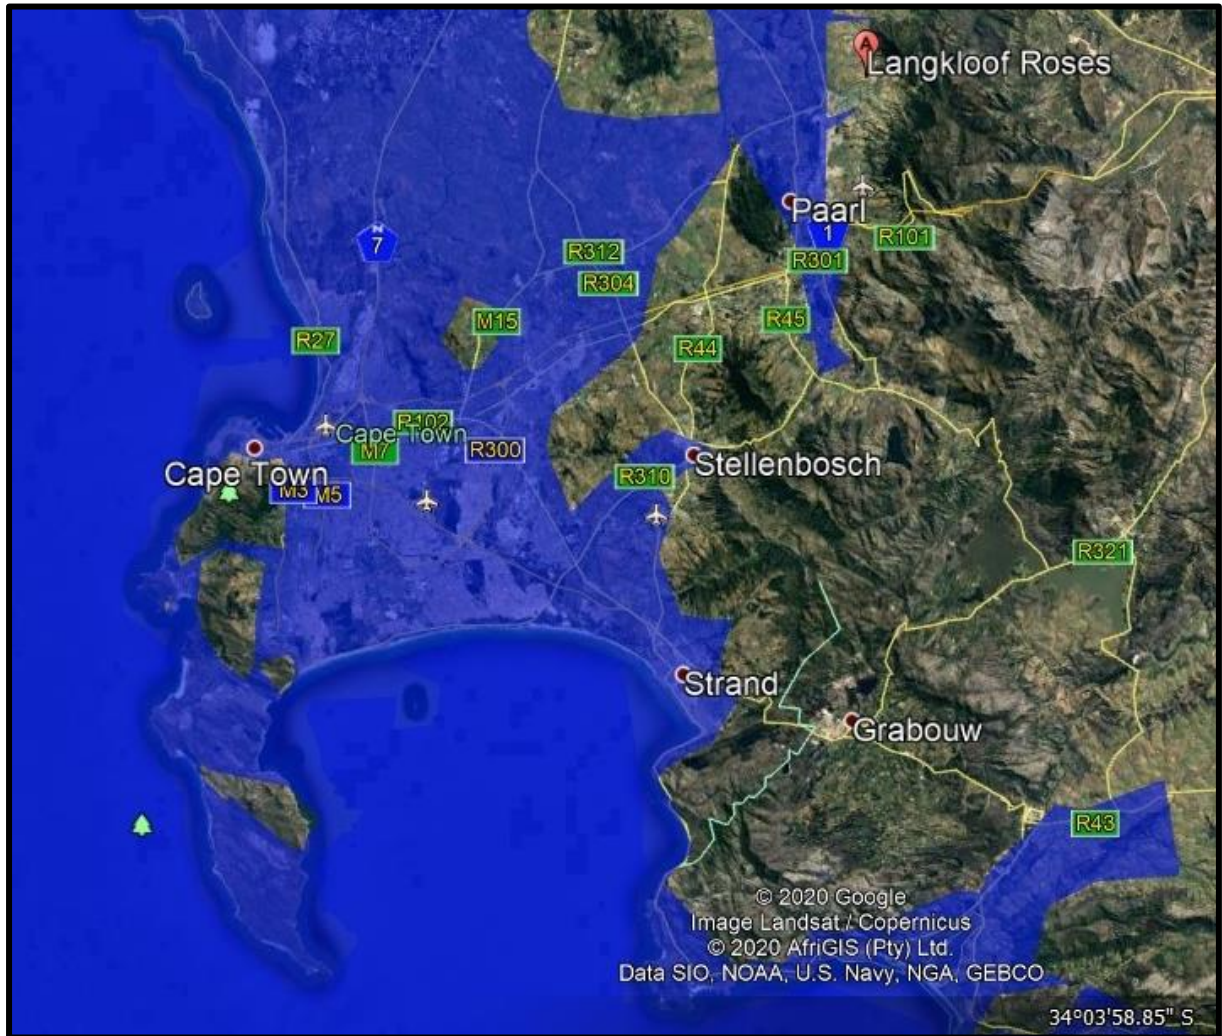 A
Langkloof Roses
Paarl
N
7
1
R101
R312
R301
R304
M15
R45
R27
R44
R102
Cape Town
M7
R300
Cape Town
Stellenbosch
R310
M3
M5
R321
Strand
Grabouw
R43
© 2020 Google
Image Landsat / Copernicus
© 2020 AfriGIS (Pty) Ltd.
Data SIO, NOAA, U.S. Navy, NGA, GEBCO
34°03'58.85" S